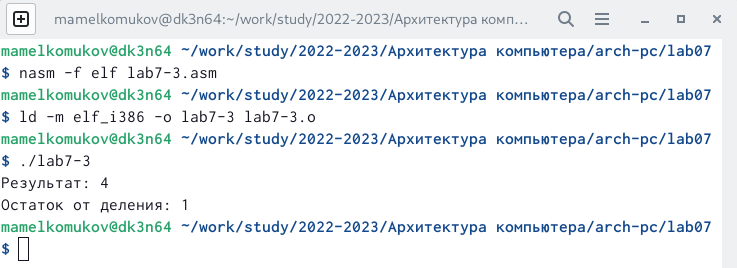 mamelkomukov@dk3n64:~/work/study/2022-2023/Архитектура комп…
mamelkomukov@dk3n64 ~/work/study/2022-2023/Архитектура компьютера/arch-pc/lab07
$ nasm -f elf lab7-3.asm
mamelkomukov@dk3n64 ~/work/study/2022-2023/Архитектура компьютера/arch-pc/lab07
$ ld -m elf_i386 -o lab7-3 lab7-3.o
mamelkomukov@dk3n64 ~/work/study/2022-2023/Архитектура компьютера/arch-pc/lab07
$ ./lab7-3
Результат: 4
Остаток от деления: 1
mamelkomukov@dk3n64 ~/work/study/2022-2023/Архитектура компьютера/arch-pc/lab07
$